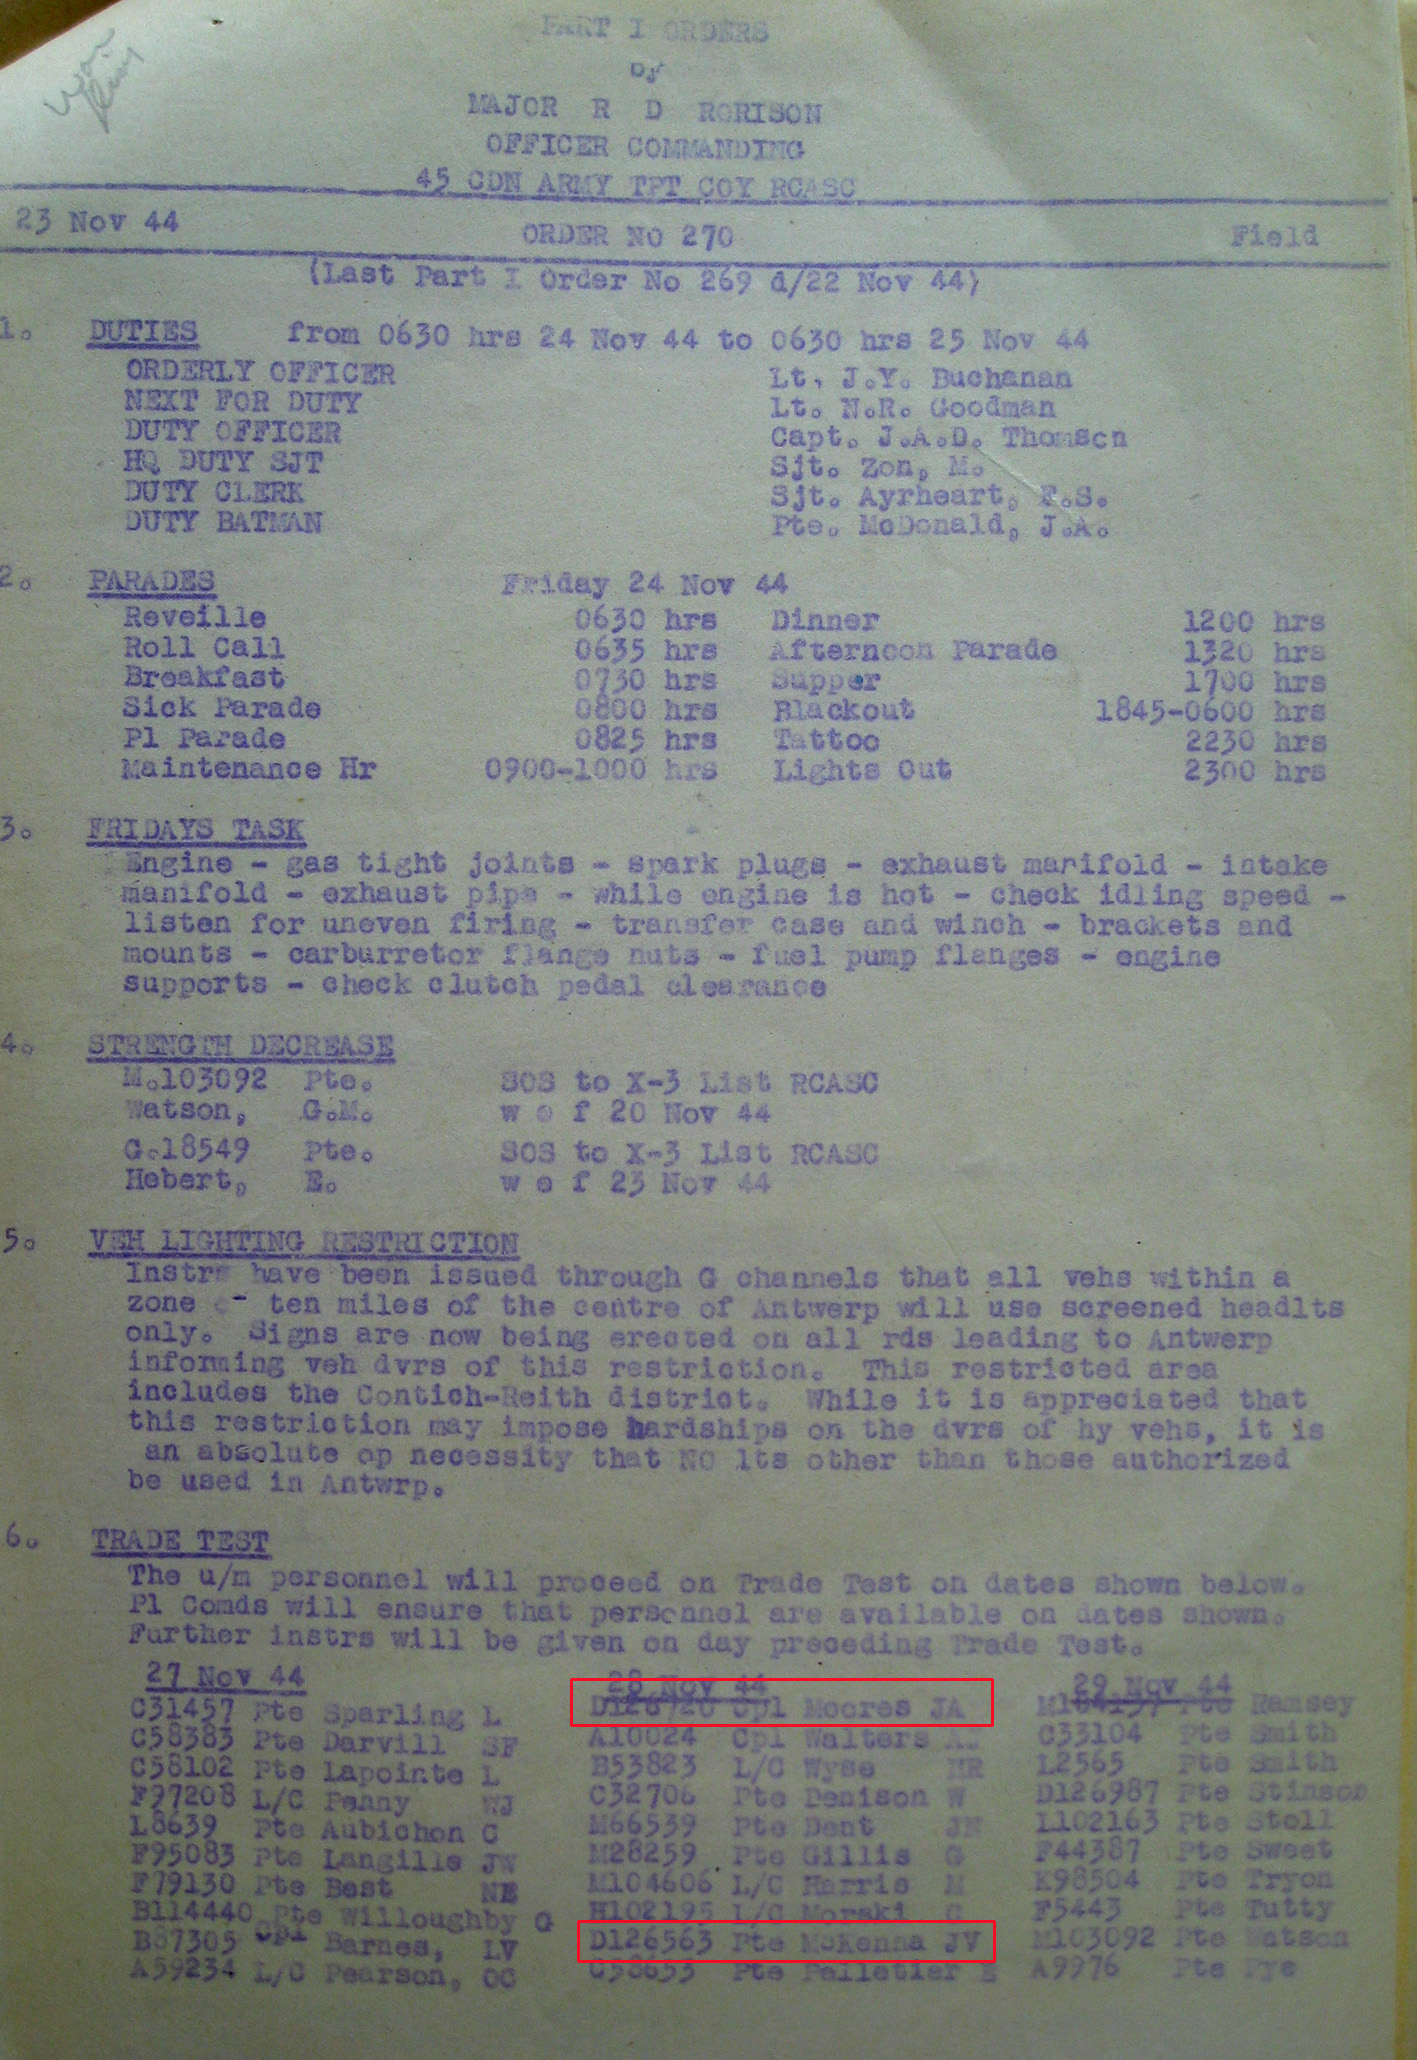 PART I ORDERS
of
MAJOR R D RORISON
OFFICER COMMANDING
45 CDN ARMY TPT COY RCASC
23 Nov 44 ORDER NO 270 Field
(Last Part I Order No 269 d/22 Nov 44)
1. DUTIES from 0630 hrs 24 Nov 44 to 0630 hrs 25 Nov 44
ORDERLY OFFICER Lt. J.Y. Buchanan
NEXT FOR DUTY Lt. N.R. Goodman
DUTY OFFICER Capt. J.A.D. Thomson
HQ DUTY SJT Sjt. Zon, M.
DUTY CLERK Sjt. Ayrheart, F.S.
DUTY BATMAN Pte. McDonald, J.A.
2. PARADES Friday 24 Nov 44
Reveille 0630 hrs Dinner 1200 hrs
Roll Call 0635 hrs Afternoon Parade 1320 hrs
Breakfast 0730 hrs Supper 1700 hrs
Sick Parade 0800 hrs Blackout 1845-0600 hrs
Pl Parade 0825 hrs Tattoo 2230 hrs
Maintenance Hr 0900-1000 hrs Lights Out 2300 hrs
3. FRIDAYS TASK
Engine - gas tight joints - spark plugs - exhaust manifold - intake
manifold - exhaust pipe - while engine is hot - check idling speed -
listen for uneven firing - transfer case and winch - brackets and
mounts - carburretor flange nuts - fuel pump flanges - engine
supports - check clutch pedal clearance
4. STRENGTH DECREASE
M.103092 Pte. SOS to X-3 List RCASC
Watson, G.M. w e f 20 Nov 44
G.18549 Pte. SOS to X-3 List RCASC
Hebert, E. w e f 23 Nov 44
5. VEH LIGHTING RESTRICTION
Instrs have been issued through G channels that all vehs within a
zone ten miles of the centre of Antwerp will use screened headlts
only. Signs are now being erected on all rds leading to Antwerp
informing veh dvrs of this restriction. This restricted area
includes the Contich-Reith district. While it is appreciated that
this restriction may impose hardships on the dvrs of hy vehs, it is
an absolute op necessity that NO lts other than those authorized
be used in Antwrp.
6. TRADE TEST
The u/m personnel will proceed on Trade Test on dates shown below.
Pl Comds will ensure that personnel are available on dates shown.
Further instrs will be given on day preceding Trade Test.
27 Nov 44 28 Nov 44 29 Nov 44
C31457 Pte Sparling L D126720 Cpl Moores JA M104157 Pte Ramsey
C58383 Pte Darvill SF A10024 Cpl Walters C33104 Pte Smith
C58102 Pte Lapointe L B53823 L/C Wyse HR L2565 Pte Smith
F97208 L/C Penny WJ C32706 Pte Denison W D126987 Pte Stinson
L8639 Pte Aubichon C M66539 Pte Dent L102163 Pte Stoll
F95083 Pte Langille JW M28259 Pte Gillis G F44387 Pte Sweet
F79130 Pte Best NE M104606 L/C Harris M K98504 Pte Tryon
B114440 Pte Willoughby G H102195 L/C Moraki C F5443 Pte Tutty
B87305 Cpl Barnes, LV D126563 Pte McKenna JV M103092 Pte Watson
A59234 L/C Pearson, CC C58653 Pte Pelletier E A9976 Pte Pye